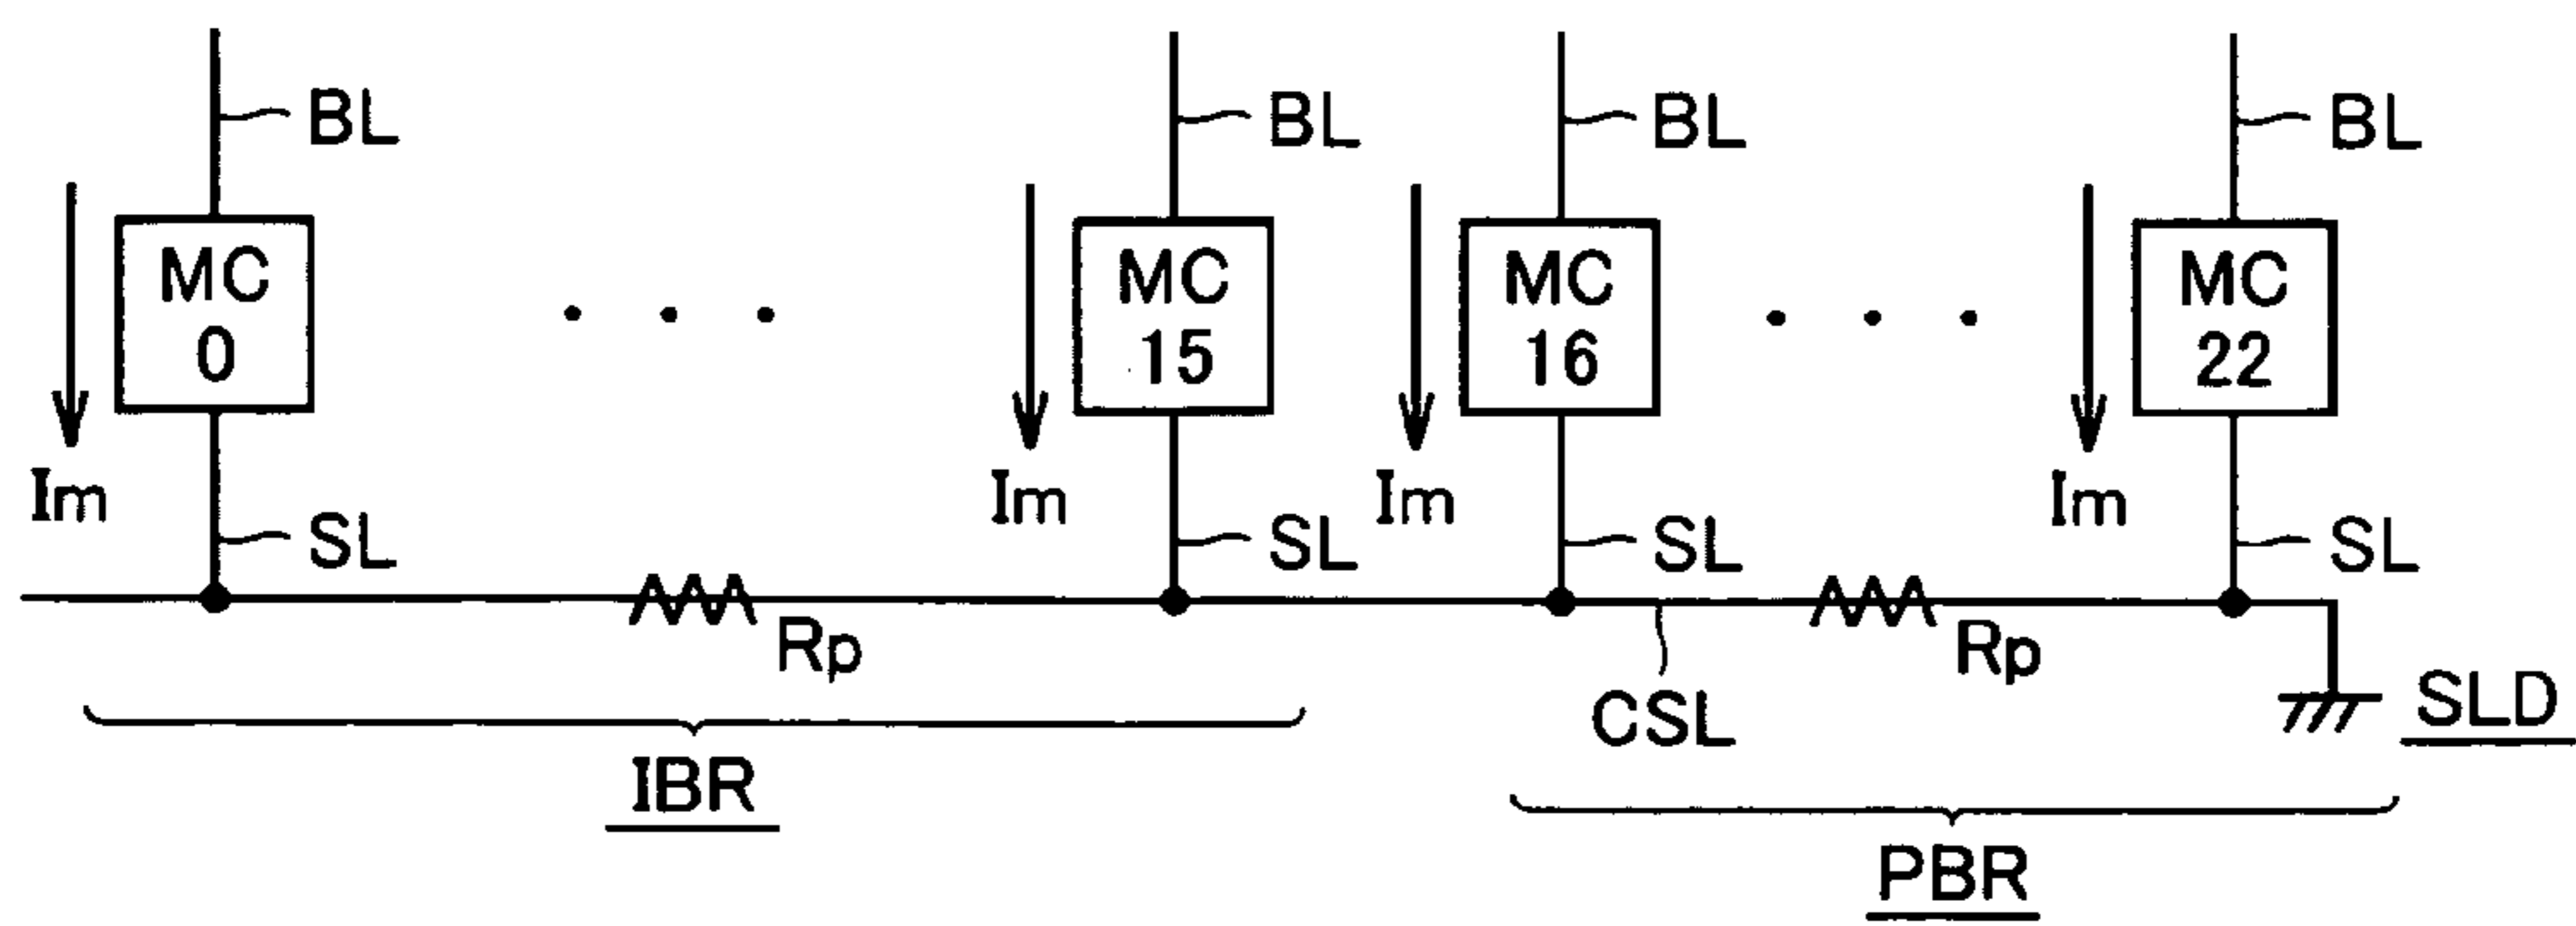 BL BL BL BL
MC 0
MC 15
MC 16
MC 22
Im Im Im Im
SL SL SL SL
Rp Rp
CSL SLD
IBR
PBR